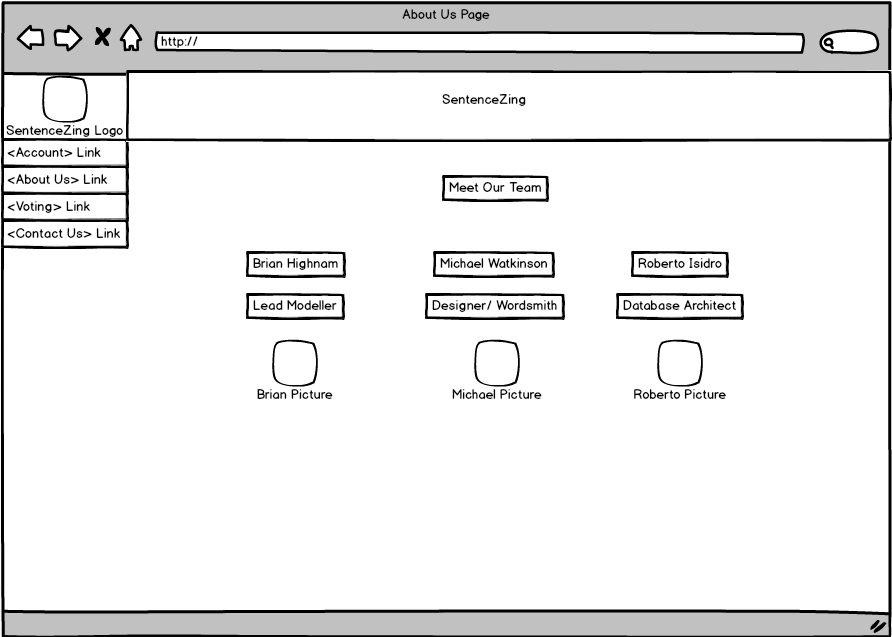 About Us Page
http://
SentenceZing
SentenceZing Logo
<Account> Link
<About Us> Link
<Voting> Link
<Contact Us> Link
Meet Our Team
Brian Highnam
Michael Watkinson
Roberto Isidro
Lead Modeller
Designer/ Wordsmith
Database Architect
Brian Picture
Michael Picture
Roberto Picture